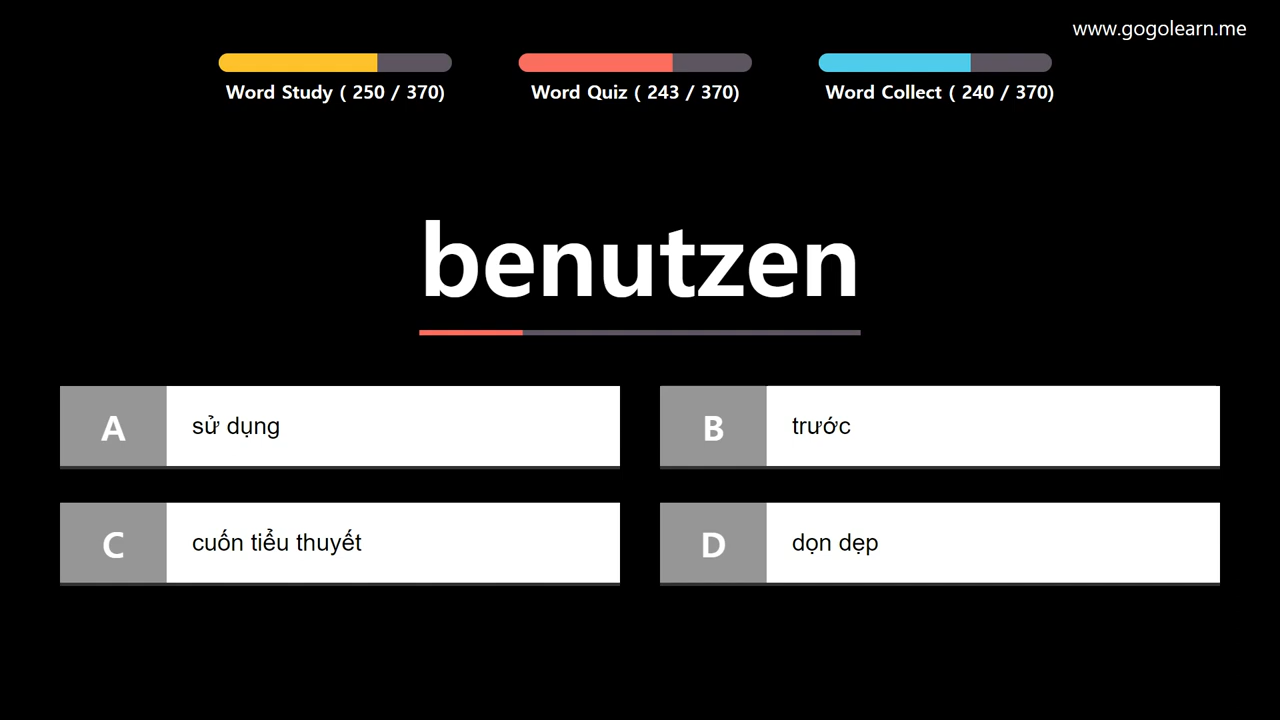 www.gogolearn.me
Word Study ( 250 / 370)
Word Quiz ( 243 / 370)
Word Collect ( 240 / 370)
benutzen
A
sử dụng
B
trước
C
cuốn tiểu thuyết
D
dọn dẹp